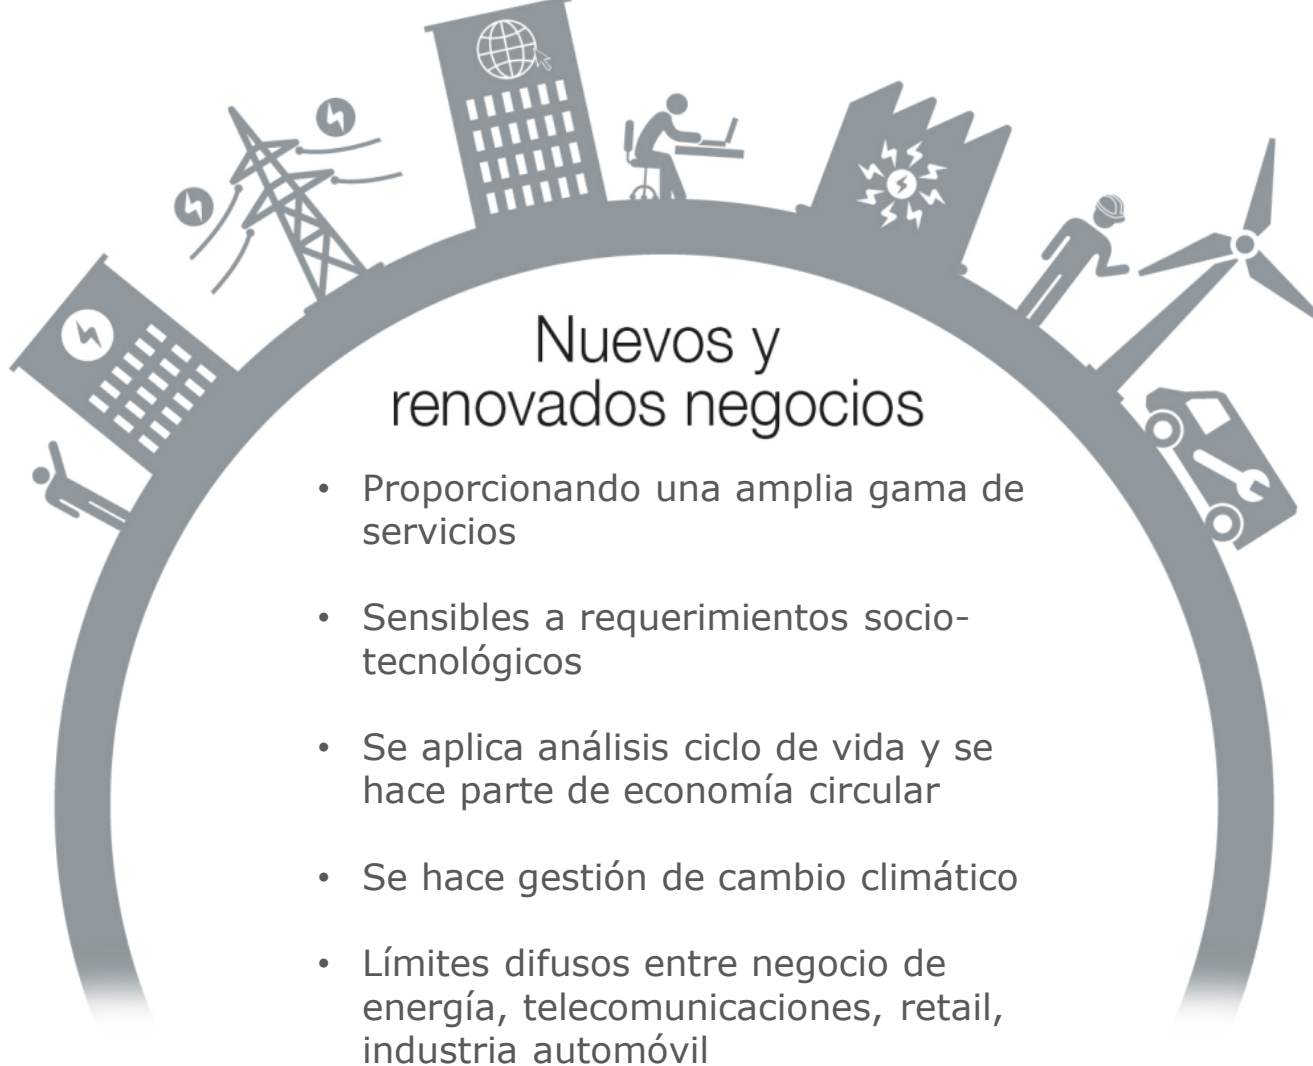 Nuevos y
renovados negocios
• Proporcionando una amplia gama de
servicios
• Sensibles a requerimientos socio-
tecnológicos
• Se aplica análisis ciclo de vida y se
hace parte de economía circular
• Se hace gestión de cambio climático
• Límites difusos entre negocio de
energía, telecomunicaciones, retail,
industria automóvil